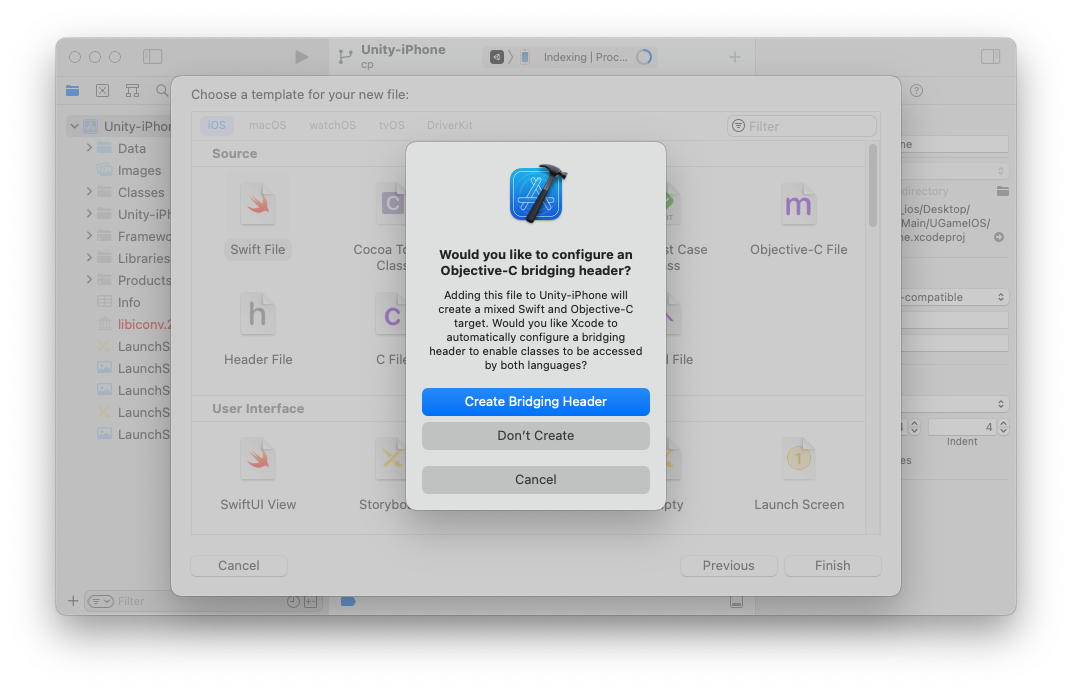 Unity-iPhone
cp
Indexing | Proc...
Choose a template for your new file:
iOS
macOS
watchOS
tvOS
DriverKit
Filter
Unity-iPhon
Data
Images
Classes
Unity-iPh
Framewo
Libraries
Products
Info
libiconv.2
LaunchS
LaunchS
LaunchS
LaunchS
LaunchS
Filter
Source
Swift File
Cocoa To
Class
st Case
ss
Objective-C File
Header File
C File
l File
User Interface
SwiftUI View
Storybo
pty
Launch Screen
Would you like to configure an
Objective-C bridging header?
Adding this file to Unity-iPhone will
create a mixed Swift and Objective-C
target. Would you like Xcode to
automatically configure a bridging
header to enable classes to be accessed
by both languages?
Create Bridging Header
Don't Create
Cancel
Cancel
Previous
Finish
ne
directory
_ios/Desktop/
Main/UGameIOS/
ne.xcodeproj
-compatible
4
Indent
es